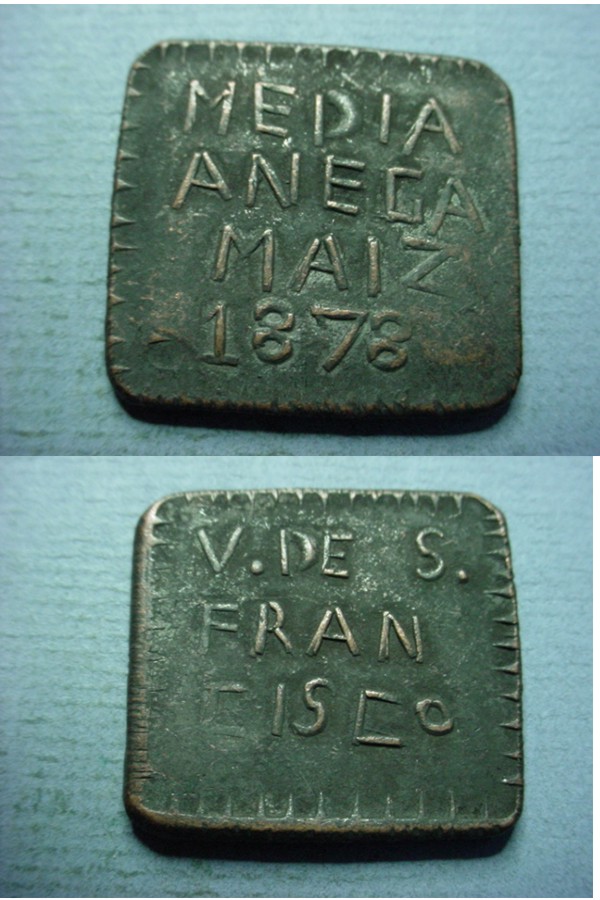 MEDIA
ANEGA
MAIZ
1878
V. DE S.
FRAN
CISCO